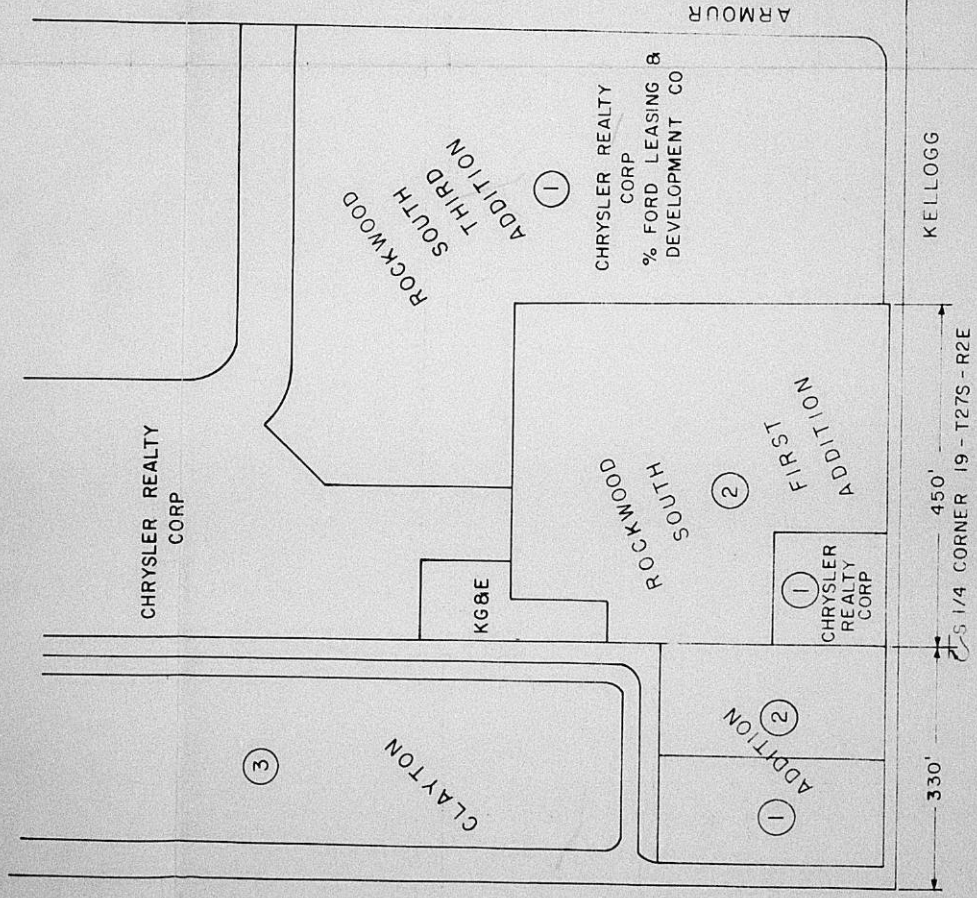 ARMOUR
CHRYSLER REALTY
CORP
ROCKWOOD
SOUTH
THIRD
ADDITION
1
CHRYSLER REALTY
CORP
% FORD LEASING &
DEVELOPMENT CO
KG&E
ROCKWOOD
SOUTH
2
FIRST
ADDITION
1
CHRYSLER
REALTY
CORP
3
CLAYTON
ADDITION
1
2
KELLOGG
330'
450'
S 1/4 CORNER 19-T27S-R2E